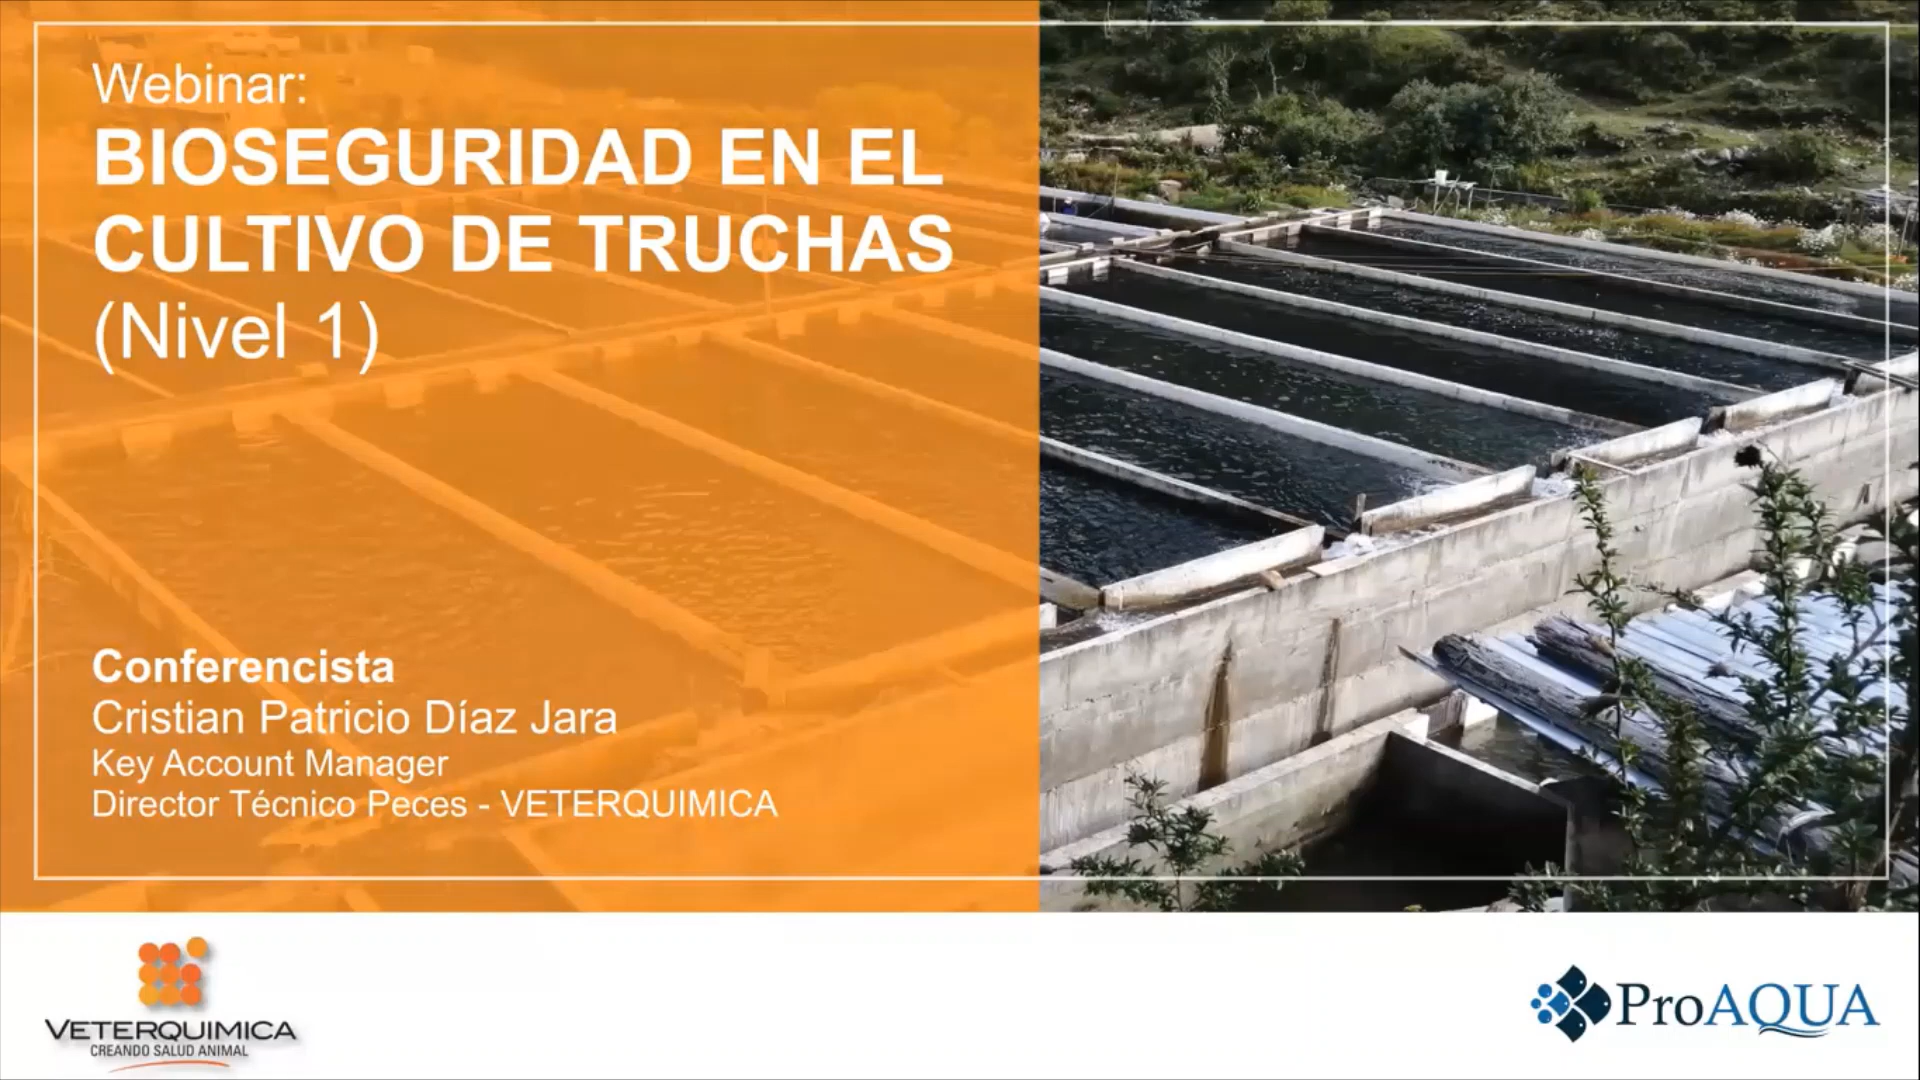 Webinar:
BIOSEGURIDAD EN EL
CULTIVO DE TRUCHAS
(Nivel 1)
Conferencista
Cristian Patricio Díaz Jara
Key Account Manager
Director Técnico Peces - VETERQUIMICA
VETERQUIMICA
CREANDO SALUD ANIMAL
ProAQUA